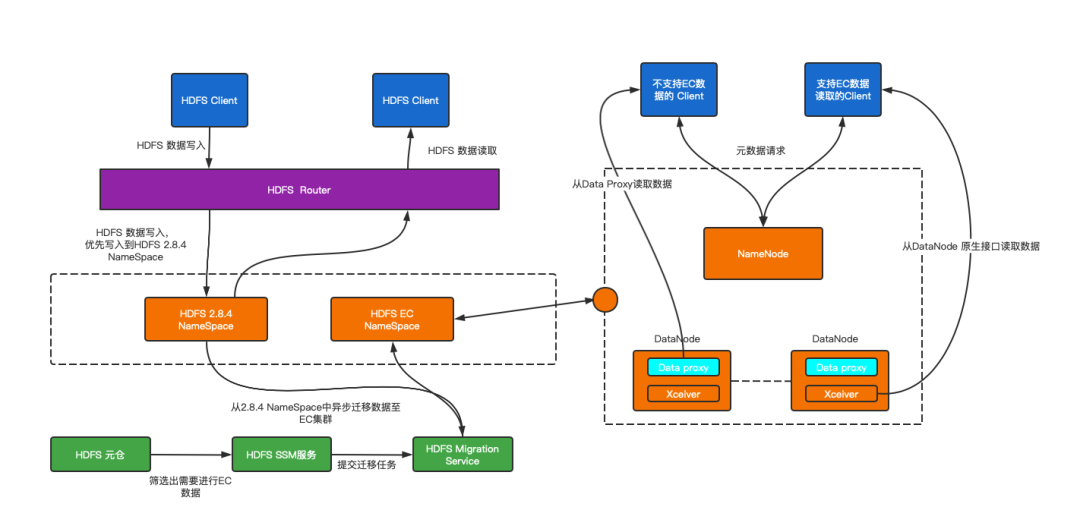 HDFS Client
HDFS Client
不支持EC数
据的 Client
支持EC数据
读取的Client
HDFS 数据写入
HDFS 数据读取
元数据请求
HDFS  Router
从Data Proxy读取数据
HDFS 数据写入，
优先写入到HDFS 2.8.4
NameSpace
NameNode
从DataNode 原生接口读取数据
HDFS 2.8.4
NameSpace
HDFS EC
NameSpace
DataNode
DataNode
Data proxy
Data proxy
Xceiver
Xceiver
从2.8.4 NameSpace中异步迁移数据至
EC集群
HDFS 元仓
HDFS SSM服务
HDFS Migration
Service
提交迁移任务
筛选出需要进行EC
数据